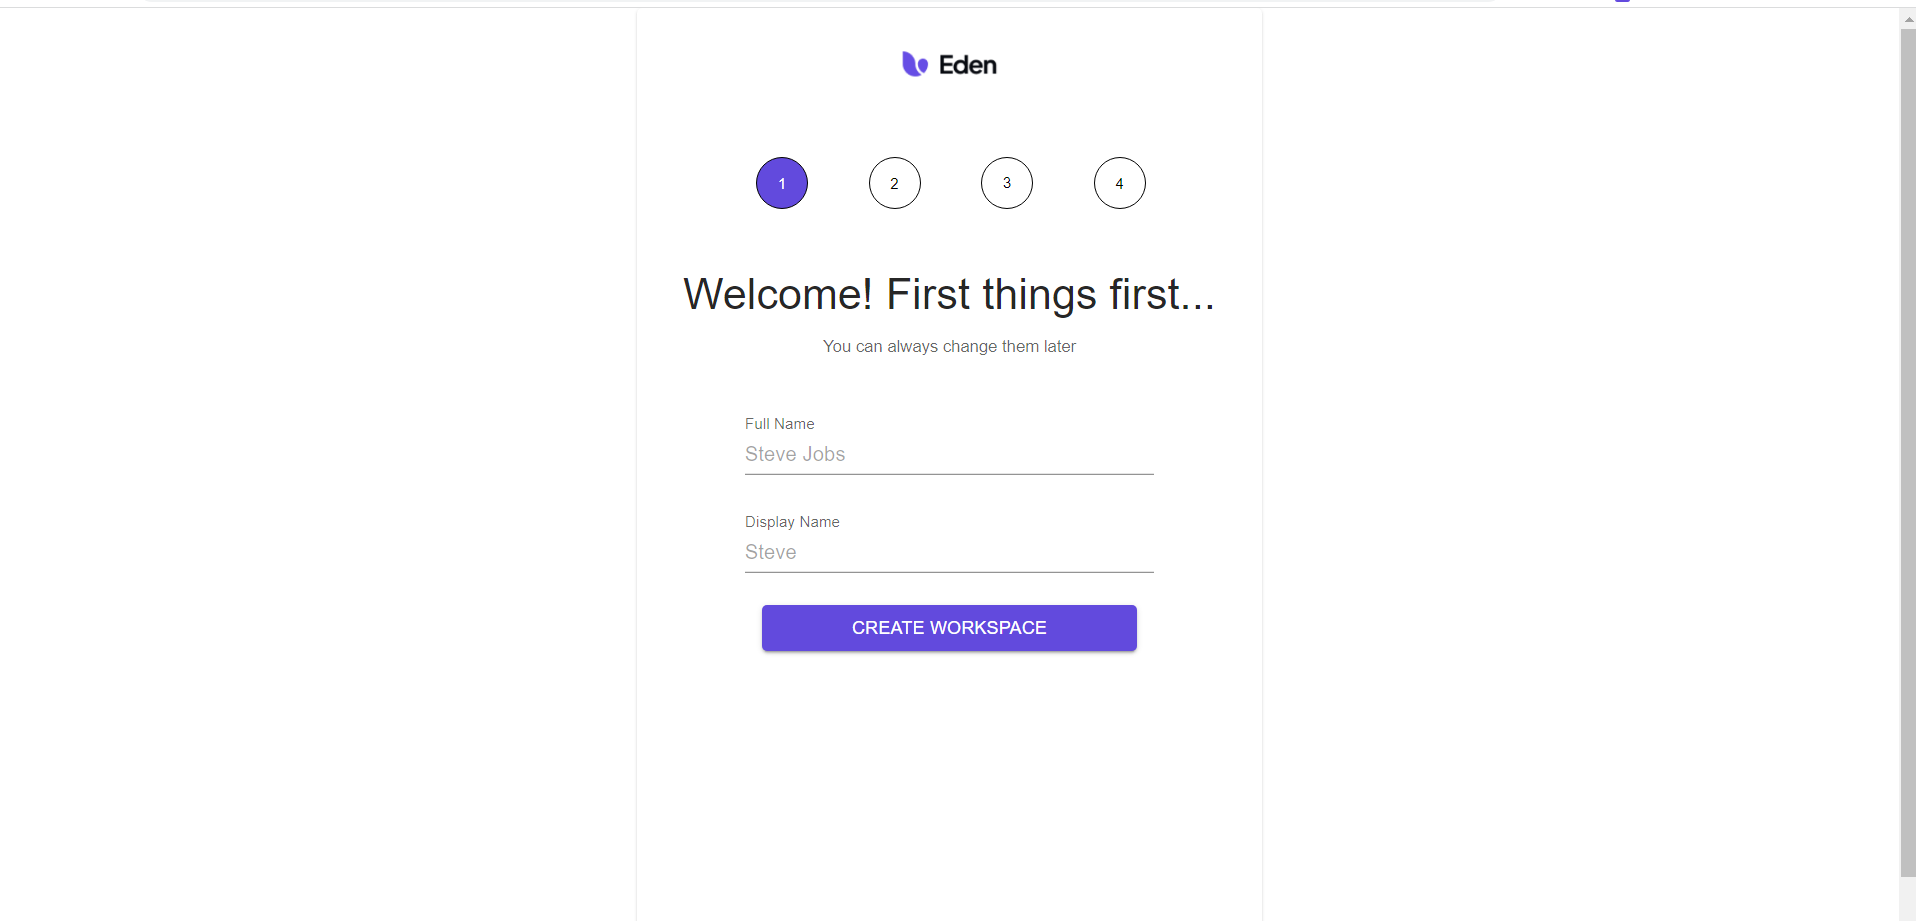 Eden
1 2 3 4
Welcome! First things first...
You can always change them later
Full Name
Steve Jobs
Display Name
Steve
CREATE WORKSPACE